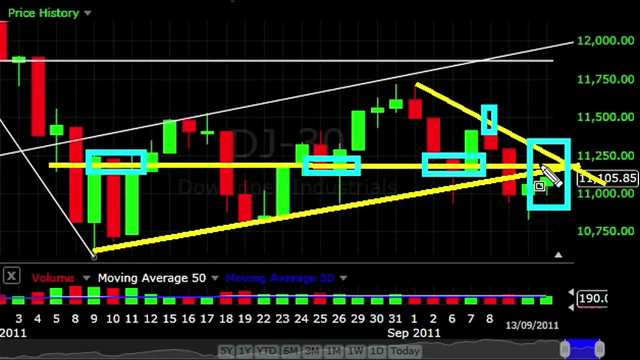 Price History
12,000.00
11,750.00
11,500.00
11,250.00
11,105.85
11,000.00
10,750.00
DJ-30
Dow Jones Industrials
X Volume Moving Average 50 Moving Average 50
190.0
3 4 5 8 9 10 11 12 15 16 17 18 19 22 23 24 25 26 29 30 31 1 2 6 7 8
2011 Sep 2011 13/09/2011
5Y 1Y YTD 6M 3M 1M 1W 1D Today